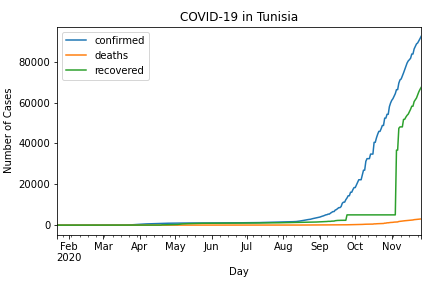 COVID-19 in Tunisia
confirmed
deaths
recovered
Number of Cases
80000
60000
40000
20000
0
Feb Mar Apr May Jun Jul Aug Sep Oct Nov
2020
Day